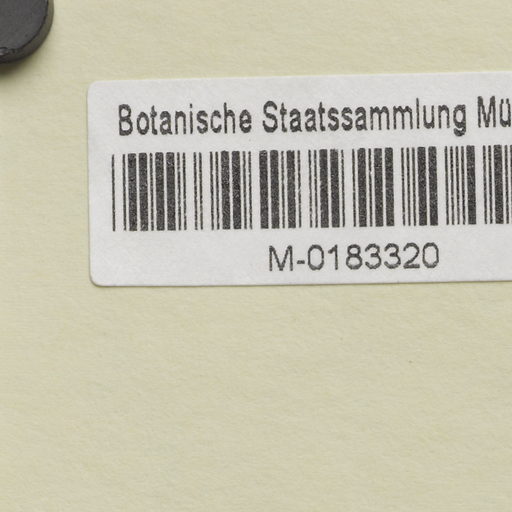 Botanische Staatssammlung Mü
M-0183320